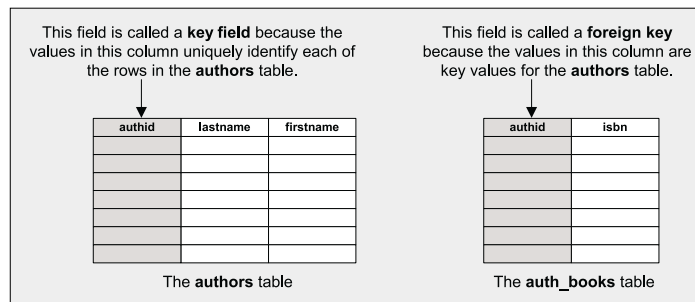 This field is called a key field because the
values in this column uniquely identify each of
the rows in the authors table.
authid lastname firstname
The authors table
This field is called a foreign key
because the values in this column are
key values for the authors table.
authid isbn
The auth_books table